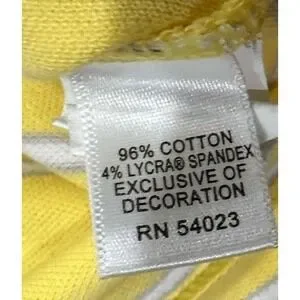 96% COTTON
4% LYCRA® SPANDEX
EXCLUSIVE OF
DECORATION
RN 54023